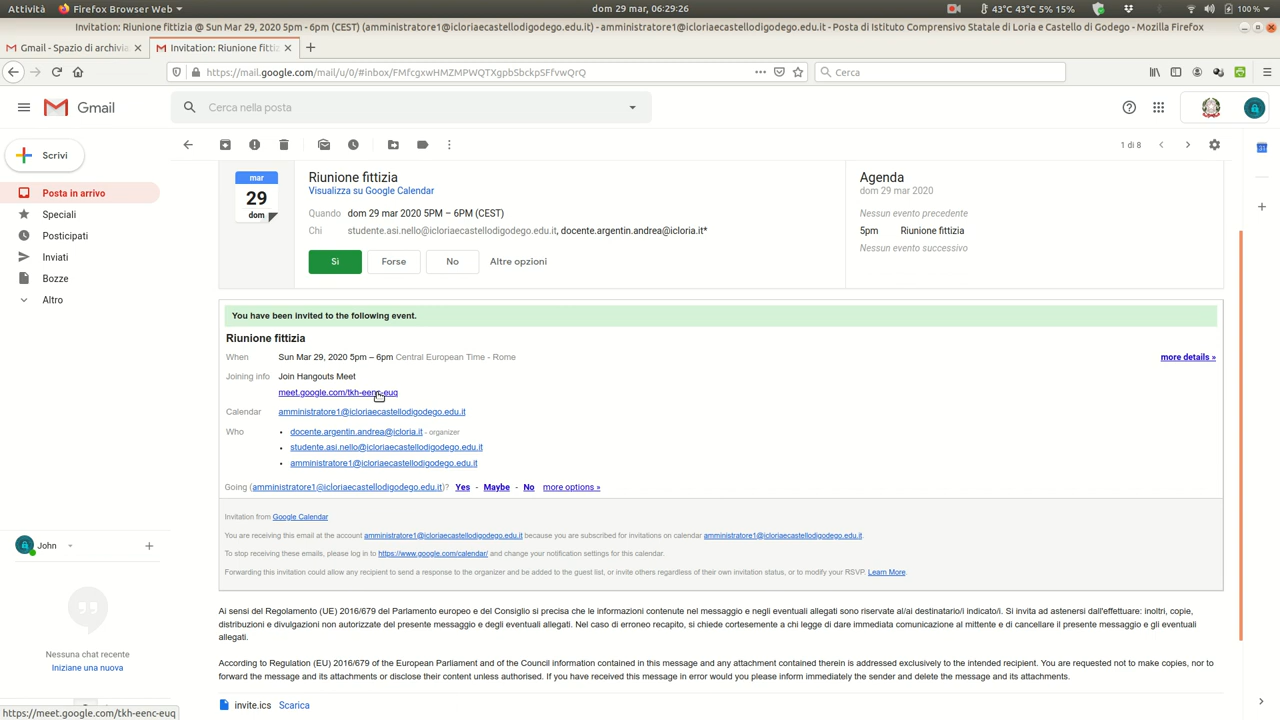 Attività
Firefox Browser Web
dom 29 mar, 06:29:26
43°C 43°C 5% 15%
100 %
Invitation: Riunione fittizia @ Sun Mar 29, 2020 5pm - 6pm (CEST) (amministratore1@icloriaecastellodigodego.edu.it) - amministratore1@icloriaecastellodigodego.edu.it - Posta di Istituto Comprensivo Statale di Loria e Castello di Godego - Mozilla Firefox
Gmail - Spazio di archivia
Invitation: Riunione fitti
https://mail.google.com/mail/u/0/#inbox/FMfcgxwHMZMPWQTXgpbSbckpSFfvwQrQ
Cerca
Gmail
Cerca nella posta
Scrivi
1 di 8
Posta in arrivo
Speciali
Posticipati
Inviati
Bozze
Altro
mar
29
dom
Riunione fittizia
Visualizza su Google Calendar
Quando dom 29 mar 2020 5PM – 6PM (CEST)
Chi studente.asi.nello@icloriaecastellodigodego.edu.it, docente.argentin.andrea@icloria.it*
Sì
Forse
No
Altre opzioni
Agenda
dom 29 mar 2020
Nessun evento precedente
5pm Riunione fittizia
Nessun evento successivo
You have been invited to the following event.
Riunione fittizia
When Sun Mar 29, 2020 5pm – 6pm Central European Time - Rome
more details »
Joining info Join Hangouts Meet
meet.google.com/tkh-eenc-euq
Calendar amministratore1@icloriaecastellodigodego.edu.it
Who • docente.argentin.andrea@icloria.it - organizer
• studente.asi.nello@icloriaecastellodigodego.edu.it
• amministratore1@icloriaecastellodigodego.edu.it
Going (amministratore1@icloriaecastellodigodego.edu.it)? Yes - Maybe - No more options »
Invitation from Google Calendar
You are receiving this email at the account amministratore1@icloriaecastellodigodego.edu.it because you are subscribed for invitations on calendar amministratore1@icloriaecastellodigodego.edu.it.
To stop receiving these emails, please log in to https://www.google.com/calendar/ and change your notification settings for this calendar.
Forwarding this invitation could allow any recipient to send a response to the organizer and be added to the guest list, or invite others regardless of their own invitation status, or to modify your RSVP. Learn More.
John
Nessuna chat recente
Iniziane una nuova
Ai sensi del Regolamento (UE) 2016/679 del Parlamento europeo e del Consiglio si precisa che le informazioni contenute nel messaggio e negli eventuali allegati sono riservate al/ai destinatario/i indicato/i. Si invita ad astenersi dall'effettuare: inoltri, copie,
distribuzioni e divulgazioni non autorizzate del presente messaggio e degli eventuali allegati. Nel caso di erroneo recapito, si chiede cortesemente a chi legge di dare immediata comunicazione al mittente e di cancellare il presente messaggio e gli eventuali
allegati.
According to Regulation (EU) 2016/679 of the European Parliament and of the Council information contained in this message and any attachment contained therein is addressed exclusively to the intended recipient. You are requested not to make copies, nor to
forward the message and its attachments or disclose their content unless authorised. If you have received this message in error would you please inform immediately the sender and delete the message and its attachments.
invite.ics Scarica
https://meet.google.com/tkh-eenc-euq